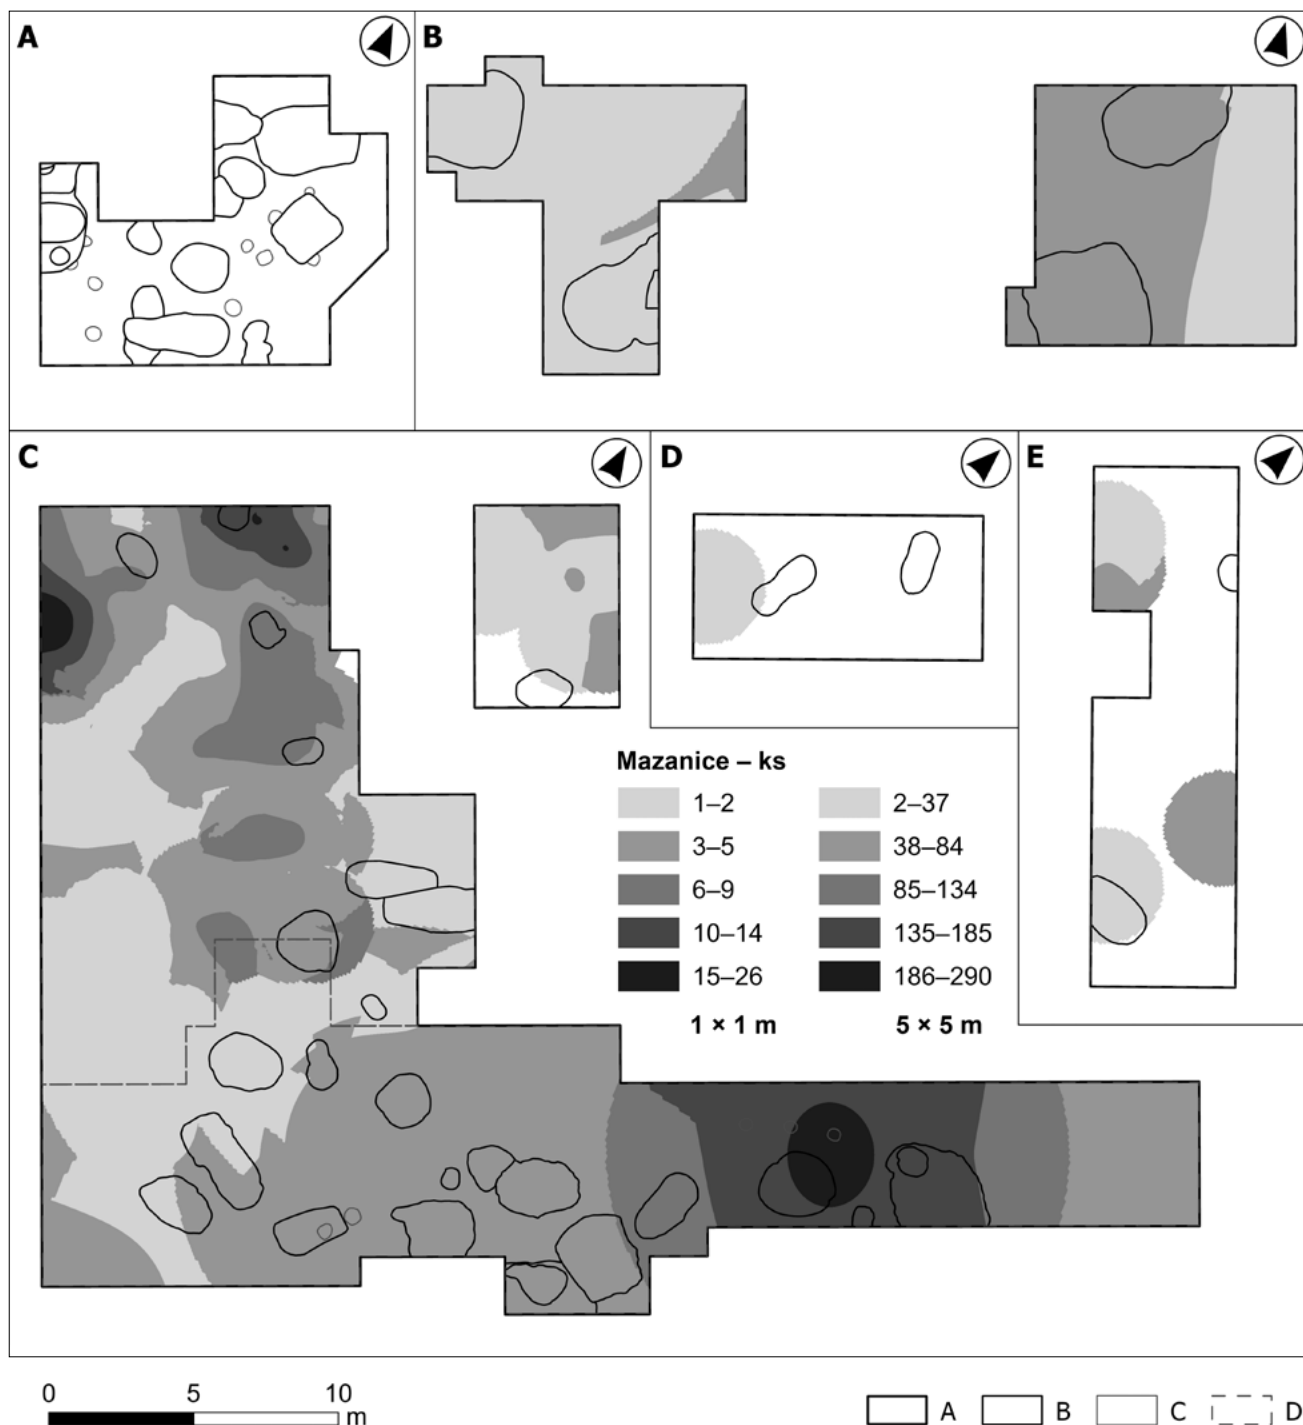 A
B
C
D
E
Mazanice – ks
1–2 2–37
3–5 38–84
6–9 85–134
10–14 135–185
15–26 186–290
1 × 1 m 5 × 5 m
0 5 10
m
A B C D